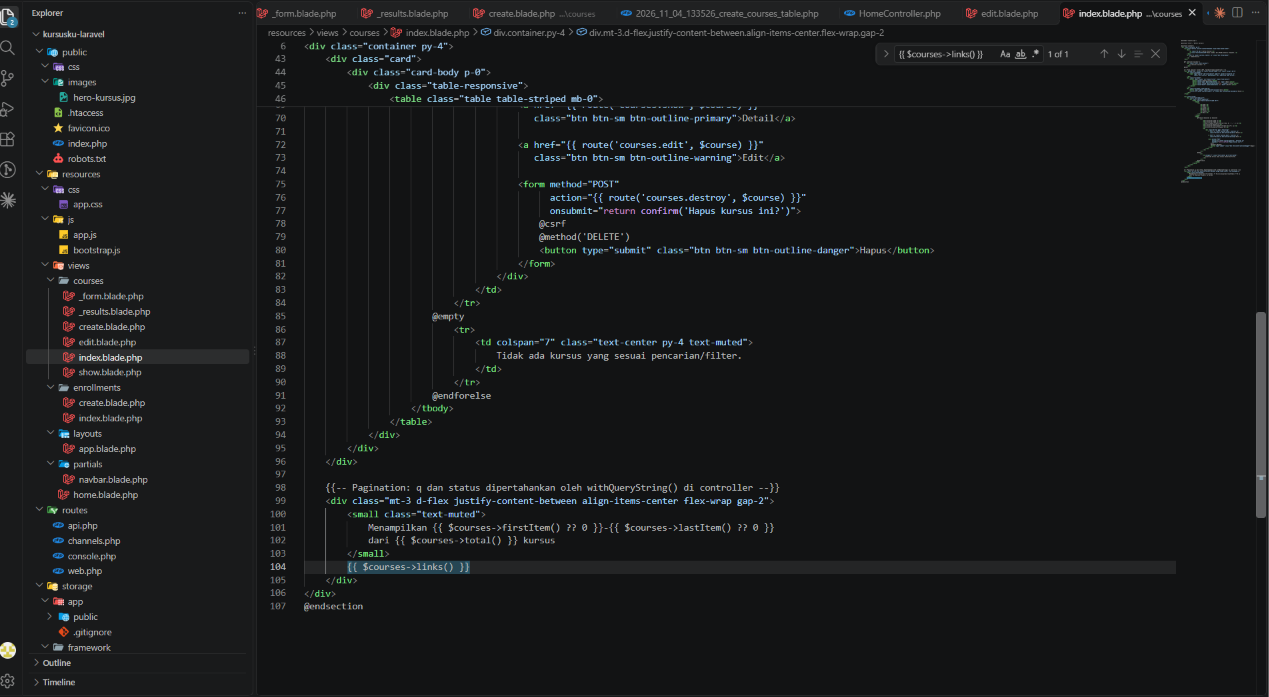 Explorer
kursusku-laravel
public
css
images
hero-kursus.jpg
.htaccess
favicon.ico
index.php
robots.txt
resources
css
app.css
js
app.js
bootstrap.js
views
courses
_form.blade.php
_results.blade.php
create.blade.php
edit.blade.php
index.blade.php
show.blade.php
enrollments
create.blade.php
index.blade.php
layouts
app.blade.php
partials
navbar.blade.php
home.blade.php
routes
api.php
channels.php
console.php
web.php
storage
app
public
.gitignore
framework
Outline
Timeline
_form.blade.php _results.blade.php create.blade.php ...\courses 2026_11_04_133526_create_courses_table.php HomeController.php edit.blade.php index.blade.php ...\courses
resources > views > courses > index.blade.php > div.container.py-4 > div.mt-3.d-flex.justify-content-between.align-items-center.flex-wrap.gap-2
{{ $courses->links() }} Aa ab .* 1 of 1
6 <div class="container py-4">
43 <div class="card">
44 <div class="card-body p-0">
45 <div class="table-responsive">
46 <table class="table table-striped mb-0">
70 class="btn btn-sm btn-outline-primary">Detail</a>
71
72 <a href="{{ route('courses.edit', $course) }}"
73 class="btn btn-sm btn-outline-warning">Edit</a>
74
75 <form method="POST"
76 action="{{ route('courses.destroy', $course) }}"
77 onsubmit="return confirm('Hapus kursus ini?')">
78 @csrf
79 @method('DELETE')
80 <button type="submit" class="btn btn-sm btn-outline-danger">Hapus</button>
81 </form>
82 </div>
83 </td>
84 </tr>
85 @empty
86 <tr>
87 <td colspan="7" class="text-center py-4 text-muted">
88 Tidak ada kursus yang sesuai pencarian/filter.
89 </td>
90 </tr>
91 @endforelse
92 </tbody>
93 </table>
94 </div>
95 </div>
96 </div>
97
98 {{-- Pagination: q dan status dipertahankan oleh withQueryString() di controller --}}
99 <div class="mt-3 d-flex justify-content-between align-items-center flex-wrap gap-2">
100 <small class="text-muted">
101 Menampilkan {{ $courses->firstItem() ?? 0 }}-{{ $courses->lastItem() ?? 0 }}
102 dari {{ $courses->total() }} kursus
103 </small>
104 {{ $courses->links() }}
105 </div>
106 </div>
107 @endsection